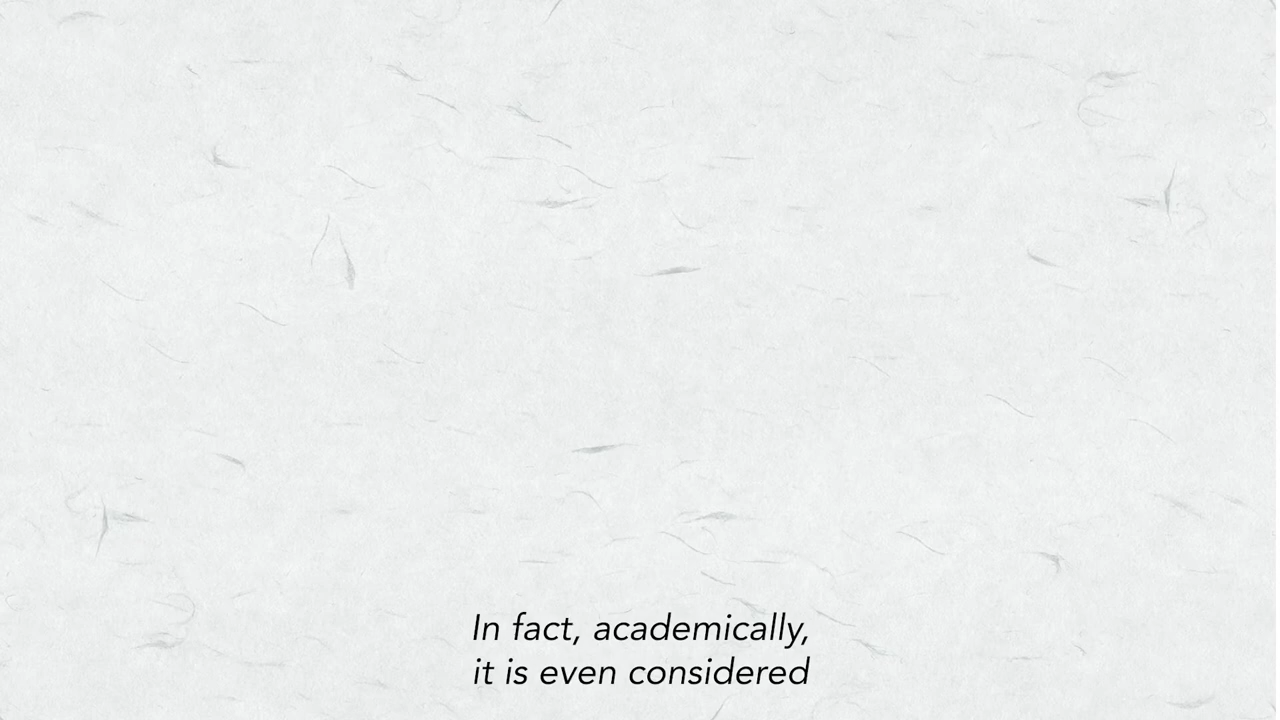 In fact, academically,
it is even considered